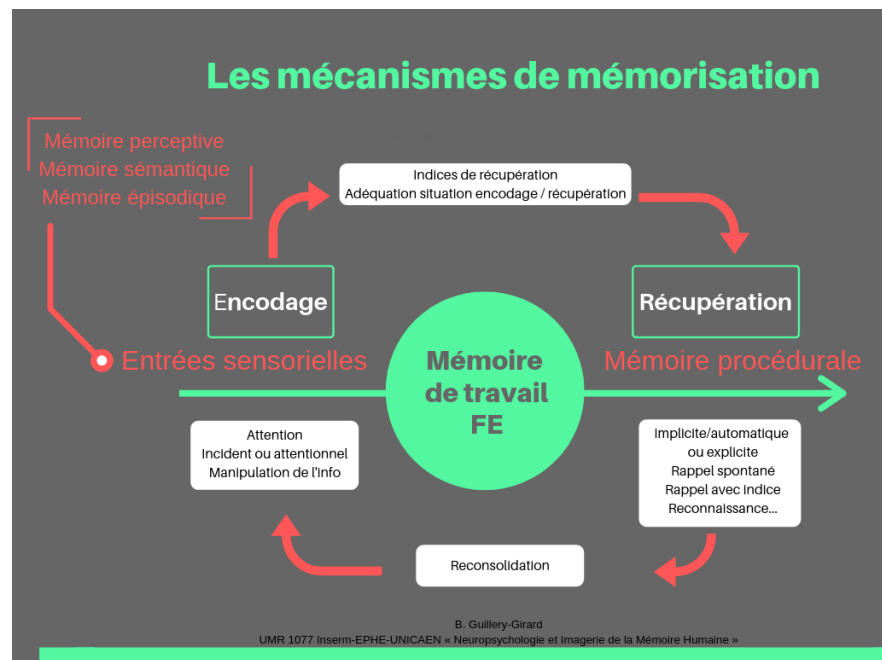 Les mécanismes de mémorisation
Mémoire perceptive
Mémoire sémantique
Mémoire épisodique
Indices de récupération
Adéquation situation encodage / récupération
Encodage
Récupération
Entrées sensorielles
Mémoire
de travail
FE
Mémoire procédurale
Attention
Incident ou attentionnel
Manipulation de l'info
Implicite/automatique
ou explicite
Rappel spontané
Rappel avec indice
Reconnaissance...
Reconsolidation
B. Guillery-Girard
UMR 1077 Inserm-EPHE-UNICAEN « Neuropsychologie et Imagerie de la Mémoire Humaine »